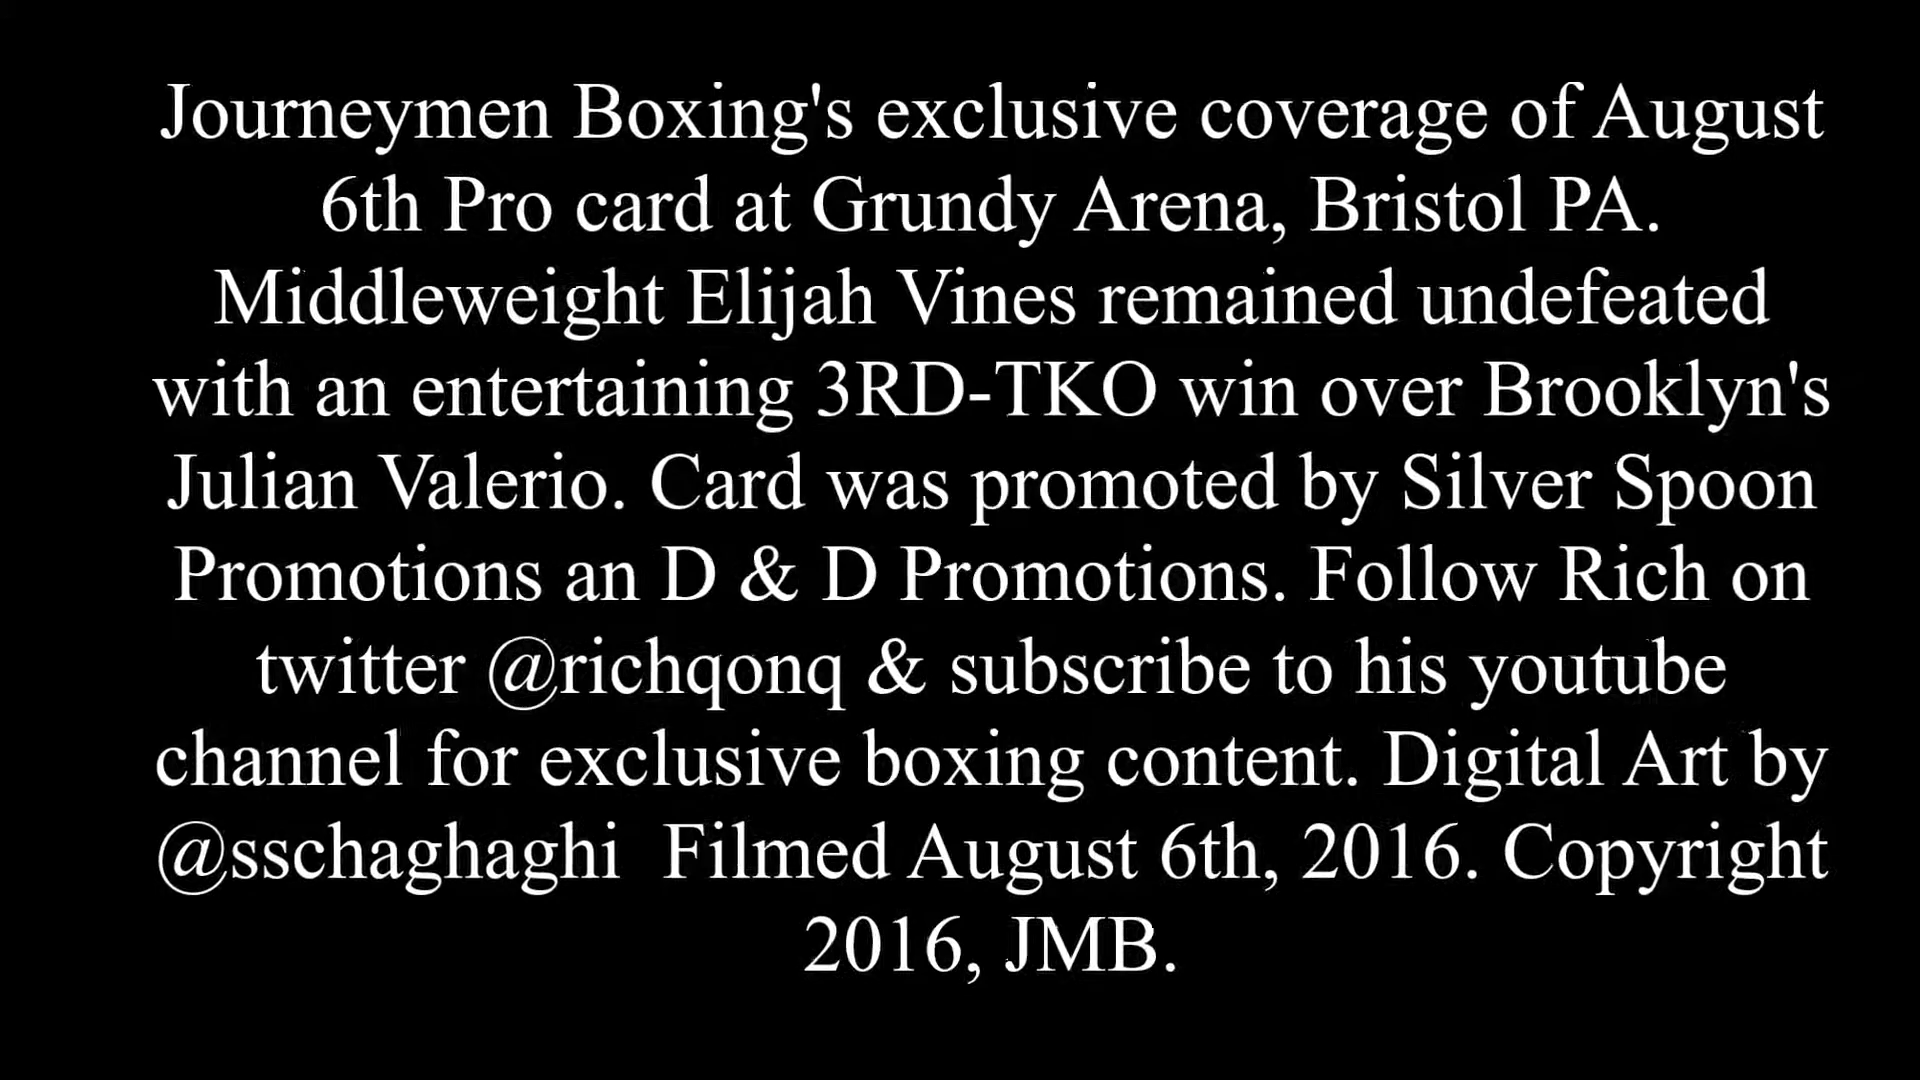 Journeymen Boxing's exclusive coverage of August
6th Pro card at Grundy Arena, Bristol PA.
Middleweight Elijah Vines remained undefeated
with an entertaining 3RD-TKO win over Brooklyn's
Julian Valerio. Card was promoted by Silver Spoon
Promotions an D & D Promotions. Follow Rich on
twitter @richqonq & subscribe to his youtube
channel for exclusive boxing content. Digital Art by
@sschaghaghi  Filmed August 6th, 2016. Copyright
2016, JMB.